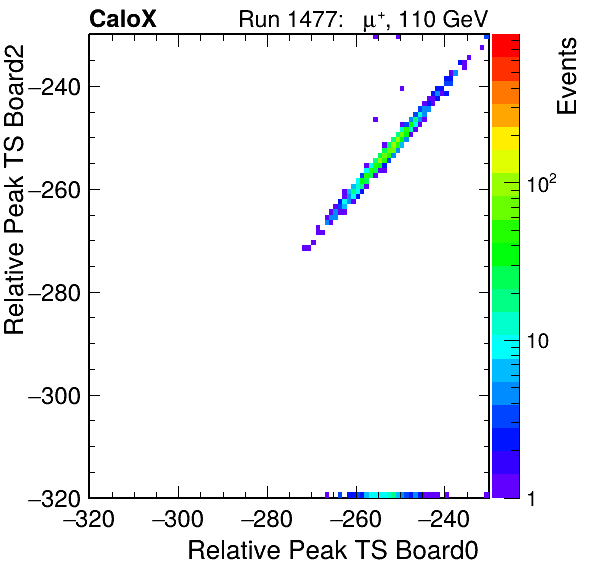 CaloX Run 1477: μ⁺, 110 GeV
Relative Peak TS Board2
−240
−260
−280
−300
−320
−320 −300 −280 −260 −240
Relative Peak TS Board0
Events
10²
10
1